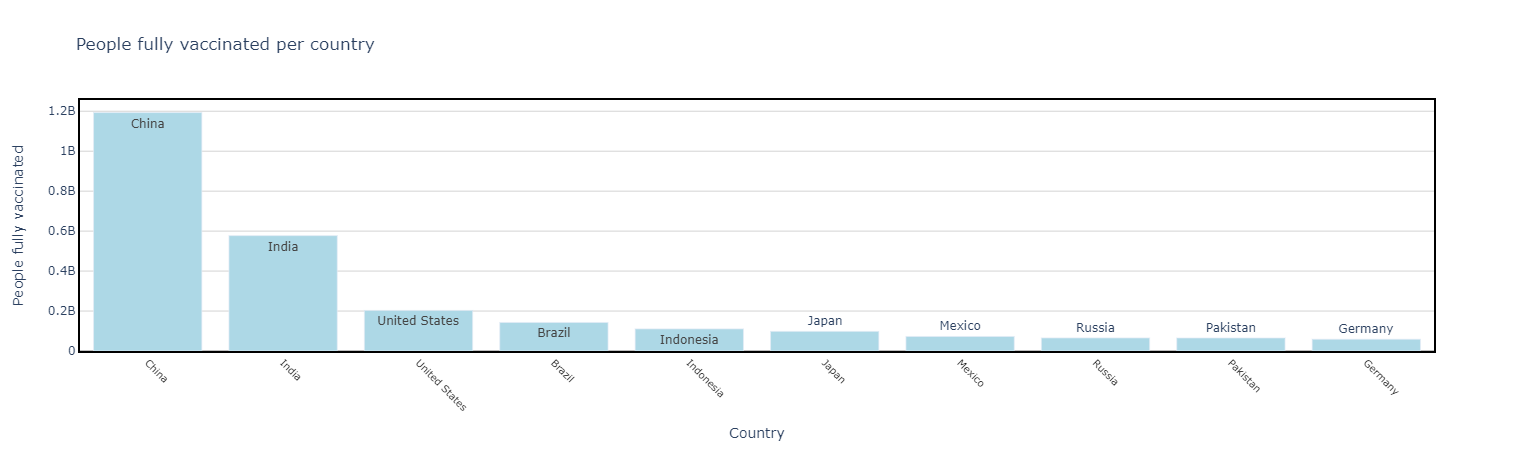 People fully vaccinated per country
People fully vaccinated
1.2B
1B
0.8B
0.6B
0.4B
0.2B
0
China
India
United States
Brazil
Indonesia
Japan
Mexico
Russia
Pakistan
Germany
China
India
United States
Brazil
Indonesia
Japan
Mexico
Russia
Pakistan
Germany
Country